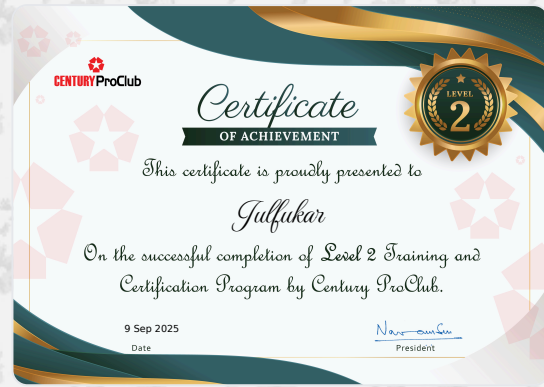 CENTURY ProClub
Certificate
OF ACHIEVEMENT
LEVEL
2
This certificate is proudly presented to
Julfukar
On the successful completion of Level 2 Training and
Certification Program by Century ProClub.
9 Sep 2025
Date
President